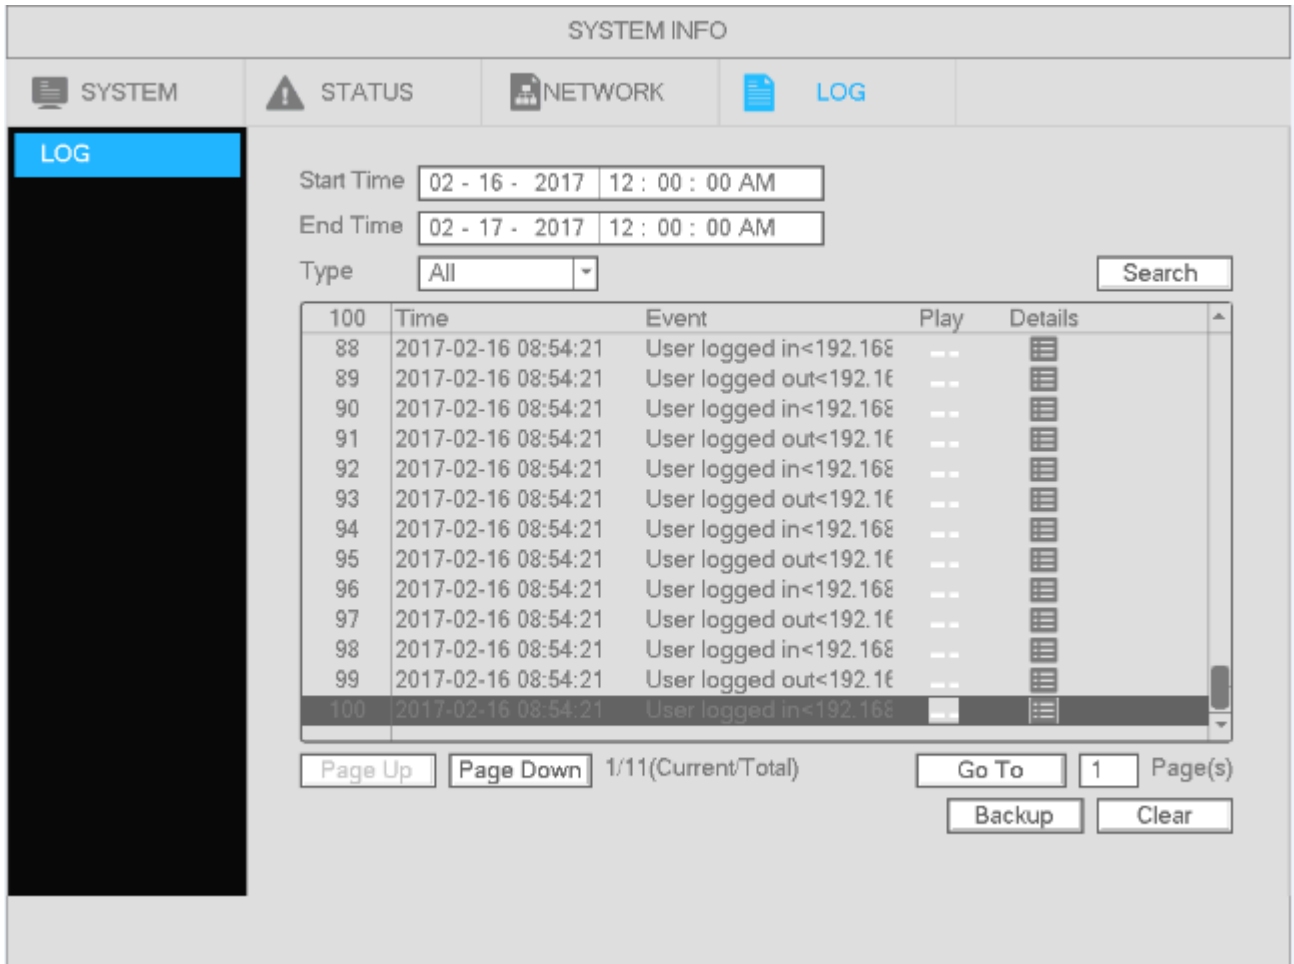 SYSTEM INFO
SYSTEM STATUS NETWORK LOG
LOG
Start Time 02 - 16 - 2017 12 : 00 : 00 AM
End Time 02 - 17 - 2017 12 : 00 : 00 AM
Type All Search
100 Time Event Play Details
88 2017-02-16 08:54:21 User logged in<192.168
89 2017-02-16 08:54:21 User logged out<192.16
90 2017-02-16 08:54:21 User logged in<192.168
91 2017-02-16 08:54:21 User logged out<192.16
92 2017-02-16 08:54:21 User logged in<192.168
93 2017-02-16 08:54:21 User logged out<192.16
94 2017-02-16 08:54:21 User logged in<192.168
95 2017-02-16 08:54:21 User logged out<192.16
96 2017-02-16 08:54:21 User logged in<192.168
97 2017-02-16 08:54:21 User logged out<192.16
98 2017-02-16 08:54:21 User logged in<192.168
99 2017-02-16 08:54:21 User logged out<192.16
100 2017-02-16 08:54:21 User logged in<192.168
Page Up Page Down 1/11(Current/Total) Go To 1 Page(s)
Backup Clear